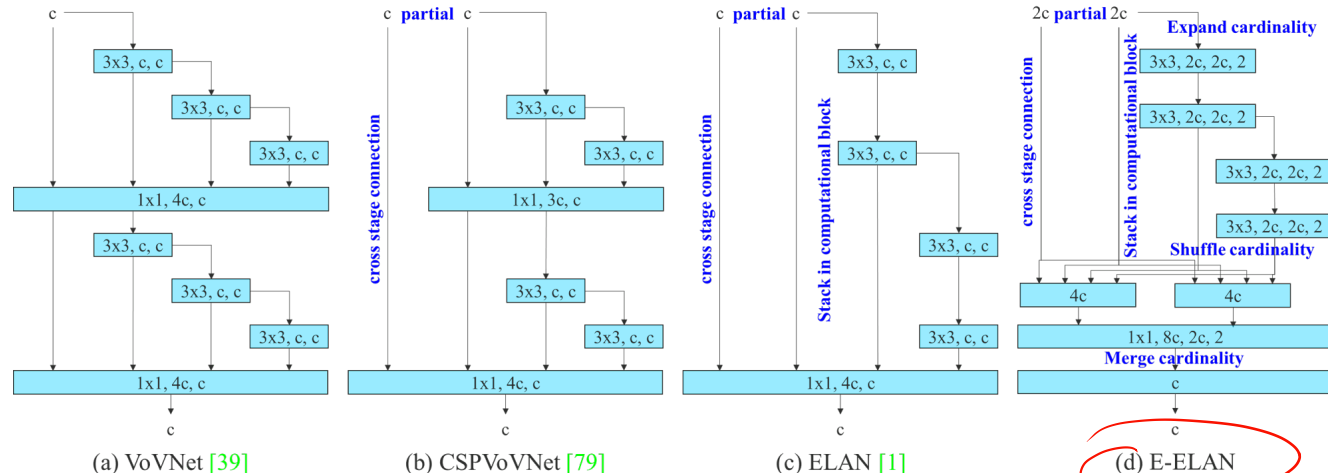 c
3x3, c, c
3x3, c, c
3x3, c, c
1x1, 4c, c
3x3, c, c
3x3, c, c
3x3, c, c
1x1, 4c, c
c
(a) VoVNet [39]
c partial c
cross stage connection
3x3, c, c
3x3, c, c
1x1, 3c, c
3x3, c, c
3x3, c, c
1x1, 4c, c
c
(b) CSPVoVNet [79]
c partial c
cross stage connection
Stack in computational block
3x3, c, c
3x3, c, c
3x3, c, c
3x3, c, c
1x1, 4c, c
c
(c) ELAN [1]
2c partial 2c
Expand cardinality
cross stage connection
Stack in computational block
3x3, 2c, 2c, 2
3x3, 2c, 2c, 2
3x3, 2c, 2c, 2
3x3, 2c, 2c, 2
Shuffle cardinality
4c 4c
1x1, 8c, 2c, 2
Merge cardinality
c
c
(d) E-ELAN